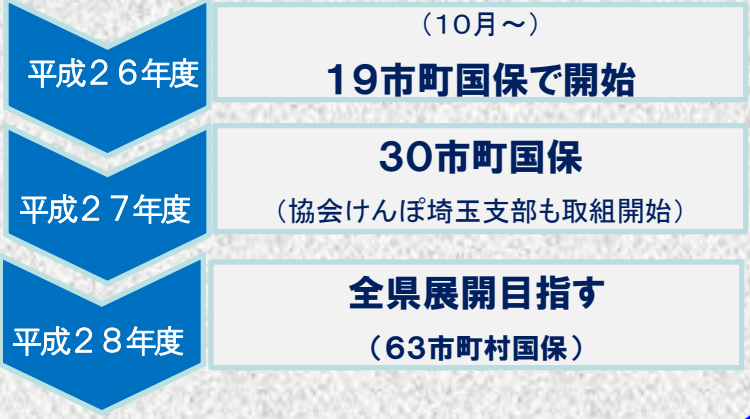 平成２６年度
（10月～）
19市町国保で開始
平成２７年度
30市町国保
（協会けんぽ埼玉支部も取組開始）
平成２８年度
全県展開目指す
（63市町村国保）